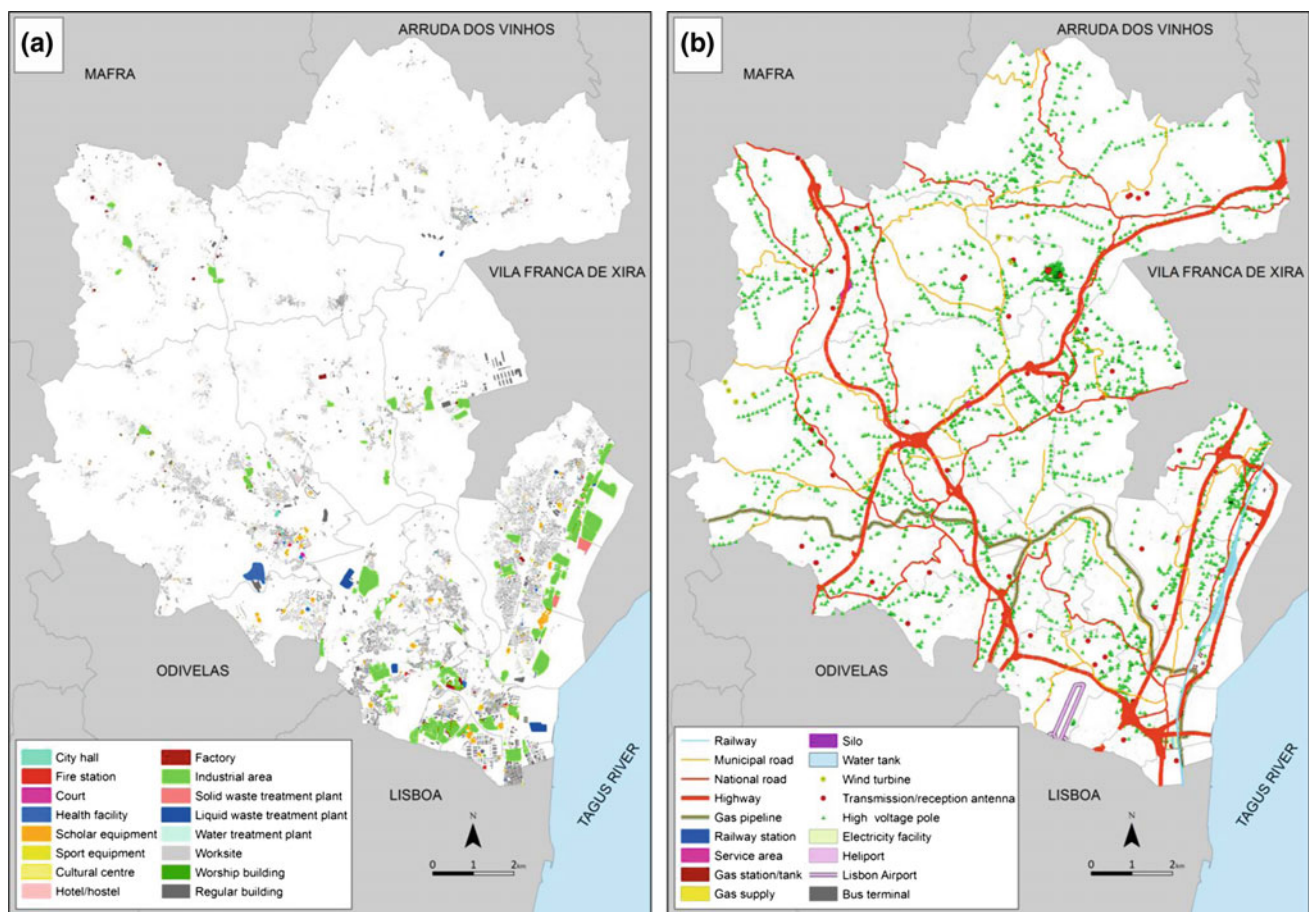 (a)
ARRUDA DOS VINHOS
MAFRA
VILA FRANCA DE XIRA
ODIVELAS
LISBOA
TAGUS RIVER
N
0 1 2 km
City hall
Fire station
Court
Health facility
Scholar equipment
Sport equipment
Cultural centre
Hotel/hostel
Factory
Industrial area
Solid waste treatment plant
Liquid waste treatment plant
Water treatment plant
Worksite
Worship building
Regular building
(b)
ARRUDA DOS VINHOS
MAFRA
VILA FRANCA DE XIRA
ODIVELAS
LISBOA
TAGUS RIVER
N
0 1 2 km
Railway
Municipal road
National road
Highway
Gas pipeline
Railway station
Service area
Gas station/tank
Gas supply
Silo
Water tank
Wind turbine
Transmission/reception antenna
High voltage pole
Electricity facility
Heliport
Lisbon Airport
Bus terminal